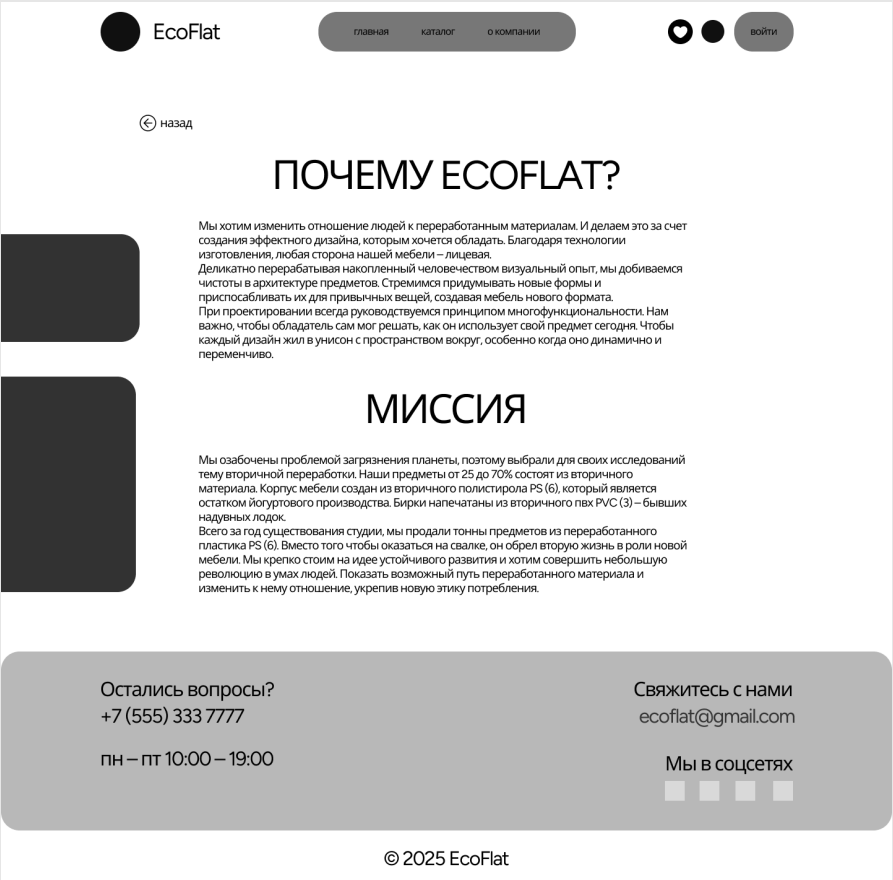 EcoFlat
главная каталог о компании
войти
назад
ПОЧЕМУ ECOFLAT?
Мы хотим изменить отношение людей к переработанным материалам. И делаем это за счет
создания эффектного дизайна, которым хочется обладать. Благодаря технологии
изготовления, любая сторона нашей мебели – лицевая.
Деликатно перерабатывая накопленный человечеством визуальный опыт, мы добиваемся
чистоты в архитектуре предметов. Стремимся придумывать новые формы и
приспосабливать их для привычных вещей, создавая мебель нового формата.
При проектировании всегда руководствуемся принципом многофункциональности. Нам
важно, чтобы обладатель сам мог решать, как он использует свой предмет сегодня. Чтобы
каждый дизайн жил в унисон с пространством вокруг, особенно когда оно динамично и
переменчиво.
МИССИЯ
Мы озабочены проблемой загрязнения планеты, поэтому выбрали для своих исследований
тему вторичной переработки. Наши предметы от 25 до 70% состоят из вторичного
материала. Корпус мебели создан из вторичного полистирола PS (6), который является
остатком йогуртового производства. Бирки напечатаны из вторичного пвх PVC (3) – бывших
надувных лодок.
Всего за год существования студии, мы продали тонны предметов из переработанного
пластика PS (6). Вместо того чтобы оказаться на свалке, он обрел вторую жизнь в роли новой
мебели. Мы крепко стоим на идее устойчивого развития и хотим совершить небольшую
революцию в умах людей. Показать возможный путь переработанного материала и
изменить к нему отношение, укрепив новую этику потребления.
Остались вопросы?
+7 (555) 333 7777
пн – пт 10:00 – 19:00
Свяжитесь с нами
ecoflat@gmail.com
Мы в соцсетях
© 2025 EcoFlat